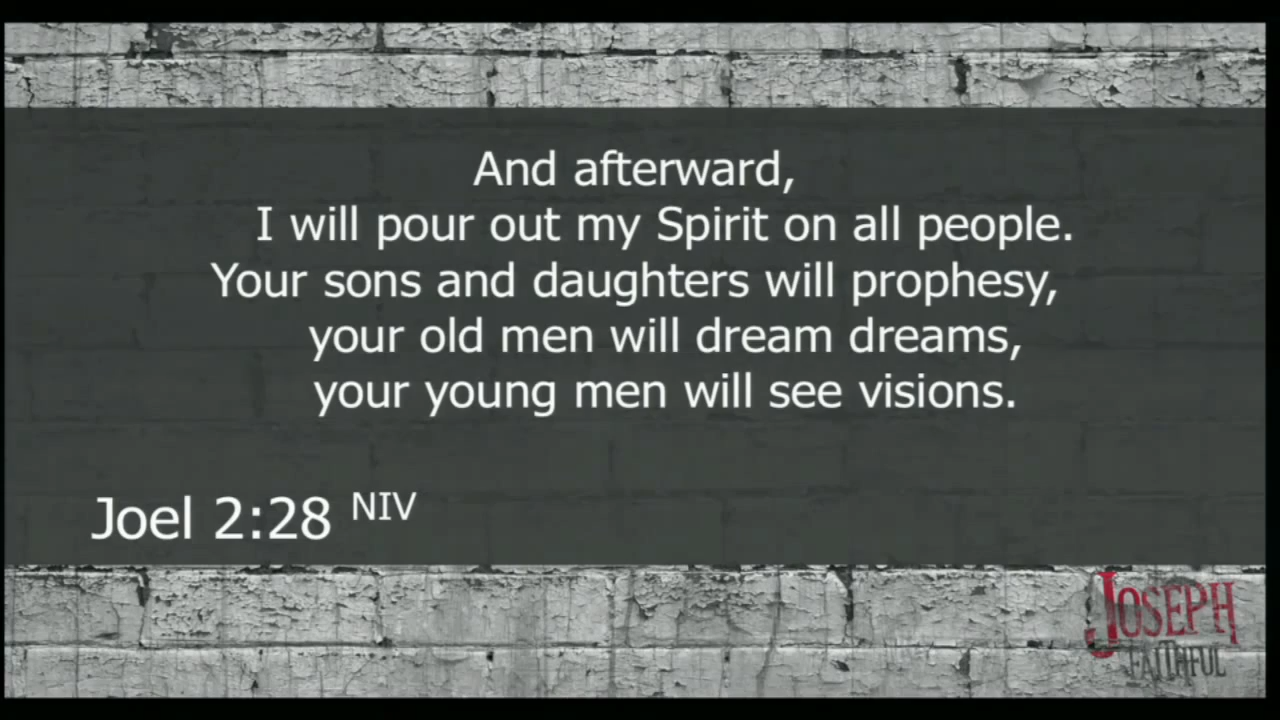 And afterward,
I will pour out my Spirit on all people.
Your sons and daughters will prophesy,
your old men will dream dreams,
your young men will see visions.
Joel 2:28 NIV
JOSEPH
FAITHFUL